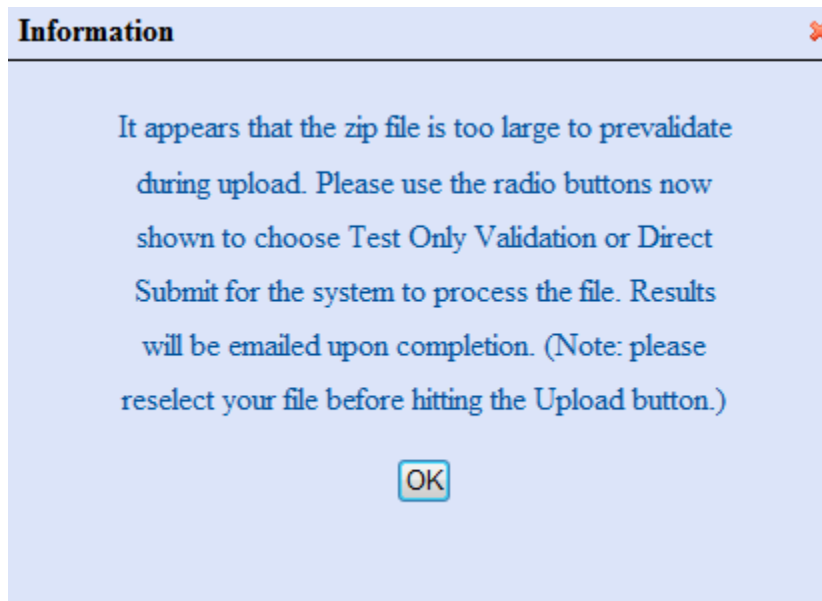 Information
It appears that the zip file is too large to prevalidate
during upload. Please use the radio buttons now
shown to choose Test Only Validation or Direct
Submit for the system to process the file. Results
will be emailed upon completion. (Note: please
reselect your file before hitting the Upload button.)
OK